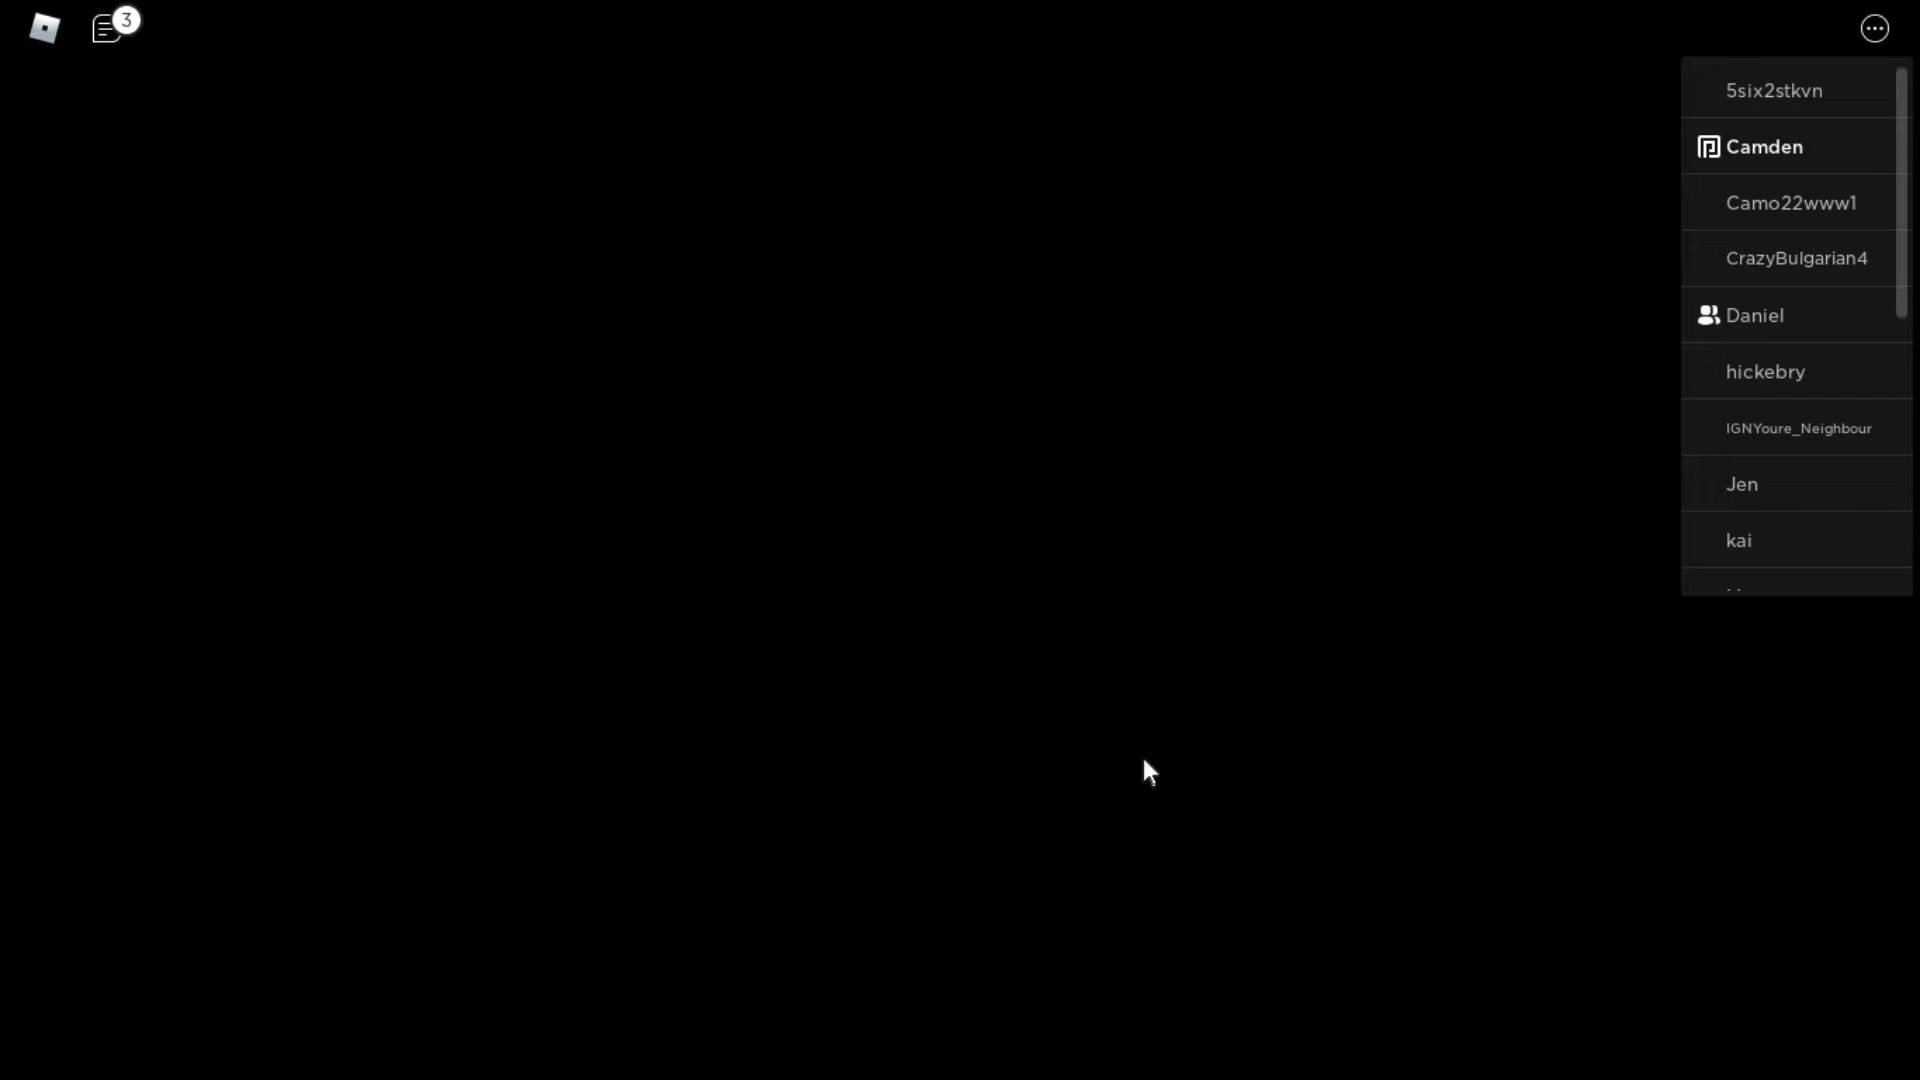 3
5six2stkvn
Camden
Camo22www1
CrazyBulgarian4
Daniel
hickebry
IGNYoure_Neighbour
Jen
kai